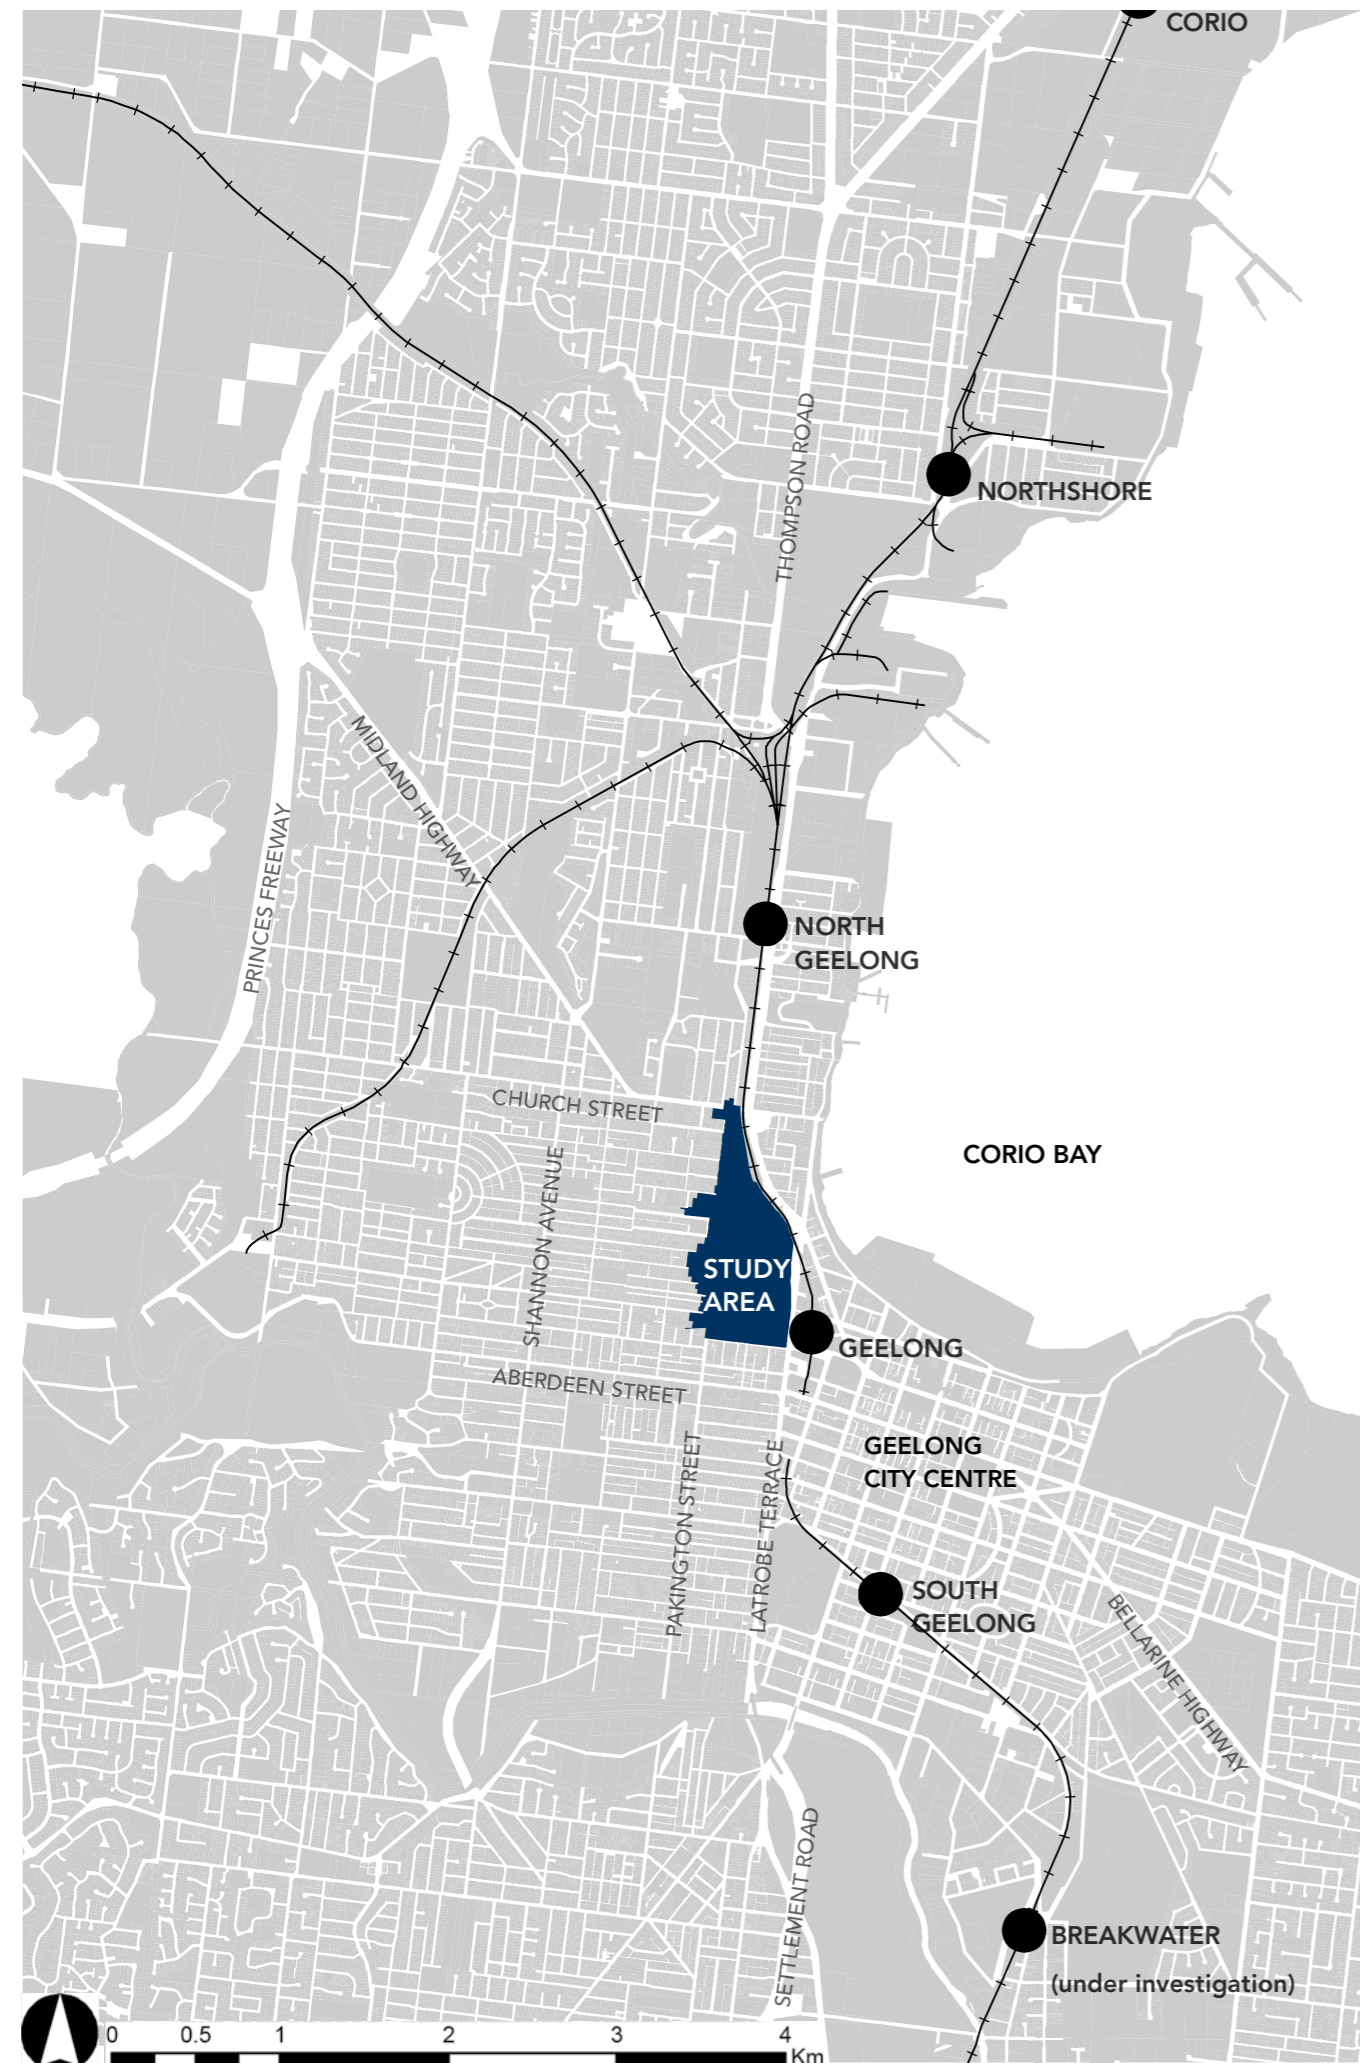 CORIO
THOMPSON ROAD
NORTHSHORE
MIDLAND HIGHWAY
PRINCES FREEWAY
NORTH
GEELONG
CHURCH STREET
SHANNON AVENUE
CORIO BAY
STUDY
AREA
GEELONG
ABERDEEN STREET
GEELONG
CITY CENTRE
PAKINGTON STREET
LATROBE TERRACE
SOUTH
GEELONG
BELLARINE HIGHWAY
SETTLEMENT ROAD
BREAKWATER
(under investigation)
0 0.5 1 2 3 4
Km